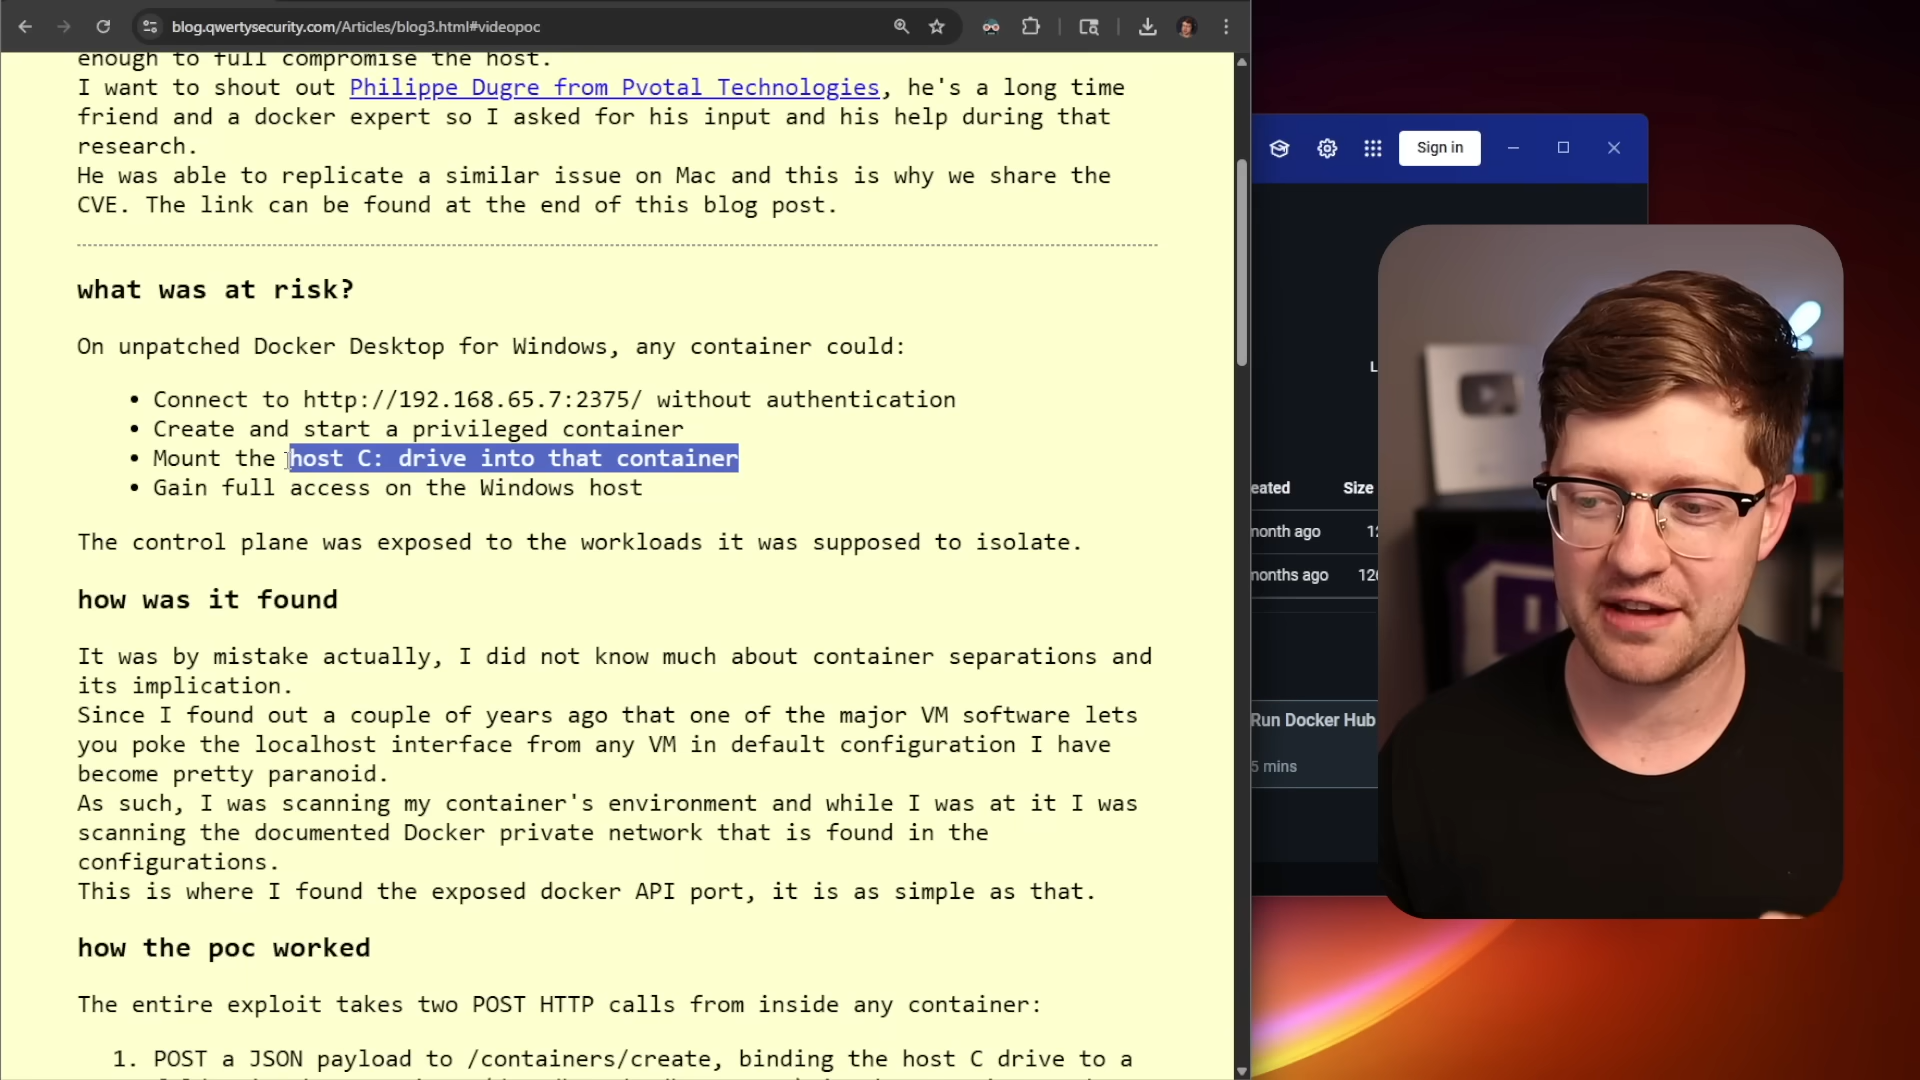 blog.qwertysecurity.com/Articles/blog3.html#videopoc
enough to full compromise the host.
I want to shout out Philippe Dugre from Pvotal Technologies, he's a long time
friend and a docker expert so I asked for his input and his help during that
research.
He was able to replicate a similar issue on Mac and this is why we share the
CVE. The link can be found at the end of this blog post.
what was at risk?
On unpatched Docker Desktop for Windows, any container could:
• Connect to http://192.168.65.7:2375/ without authentication
• Create and start a privileged container
• Mount the host C: drive into that container
• Gain full access on the Windows host
The control plane was exposed to the workloads it was supposed to isolate.
how was it found
It was by mistake actually, I did not know much about container separations and
its implication.
Since I found out a couple of years ago that one of the major VM software lets
you poke the localhost interface from any VM in default configuration I have
become pretty paranoid.
As such, I was scanning my container's environment and while I was at it I was
scanning the documented Docker private network that is found in the
configurations.
This is where I found the exposed docker API port, it is as simple as that.
how the poc worked
The entire exploit takes two POST HTTP calls from inside any container:
1. POST a JSON payload to /containers/create, binding the host C drive to a
Sign in
L
eated Size
nonth ago 12
nonths ago 126
Run Docker Hub
5 mins